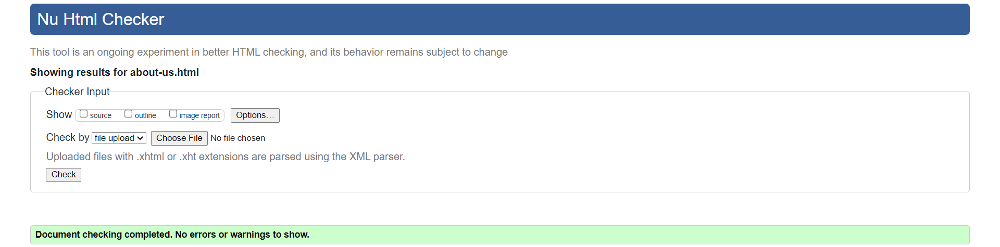 Nu Html Checker
This tool is an ongoing experiment in better HTML checking, and its behavior remains subject to change
Showing results for about-us.html
Checker Input
Show source outline image report Options...
Check by file upload Choose File No file chosen
Uploaded files with .xhtml or .xht extensions are parsed using the XML parser.
Check
Document checking completed. No errors or warnings to show.